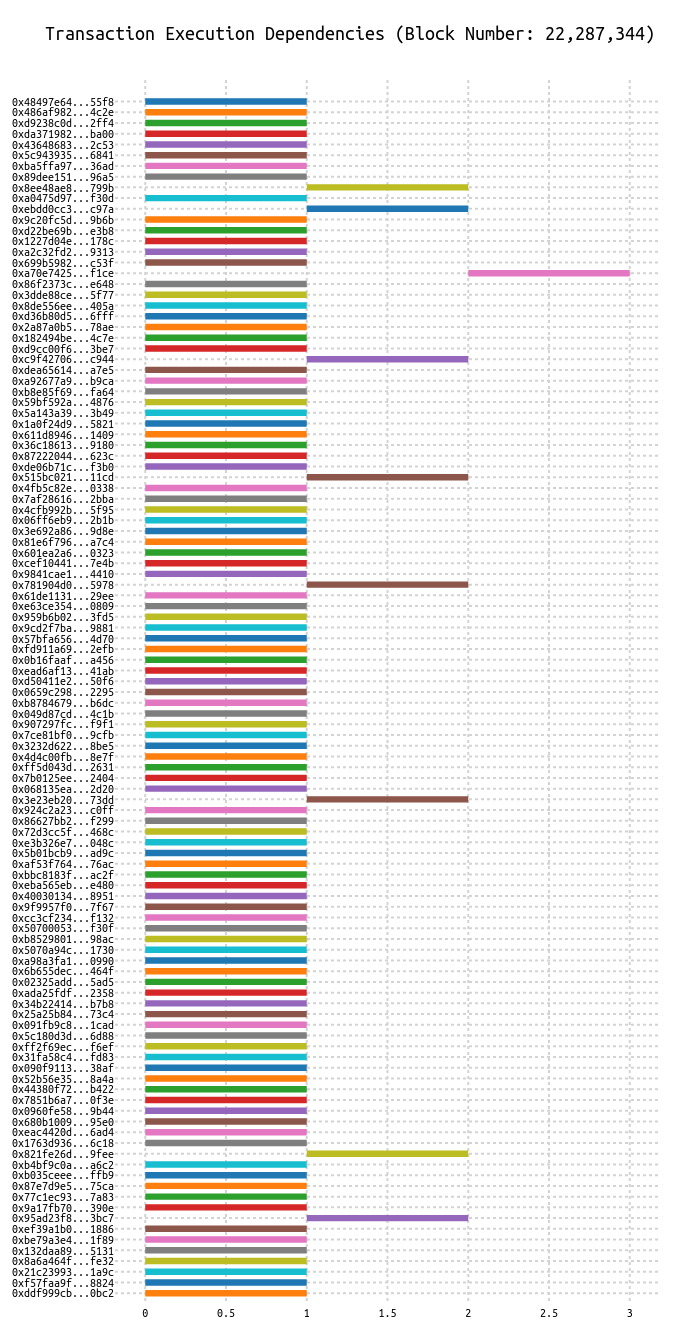 Transaction Execution Dependencies (Block Number: 22,287,344)
0x48497e64...55f8
0x486af982...4c2e
0xd9238c0d...2ff4
0xda371982...ba00
0x43648683...2c53
0x5c943935...6841
0xba5ffa97...36ad
0x89dee151...96a5
0x8ee48ae8...799b
0xa0475d97...f30d
0xebdd0cc3...c97a
0x9c20fc5d...9b6b
0xd22be69b...e3b8
0x1227d04e...178c
0xa2c32fd2...9313
0x699b5982...c53f
0xa70e7425...f1ce
0x86f2373c...e648
0x3dde88ce...5f77
0x8de556ee...405a
0xd36b80d5...6fff
0x2a87a0b5...78ae
0x182494be...4c7e
0xd9cc00f6...3be7
0xc9f42706...c944
0xdea65614...a7e5
0xa92677a9...b9ca
0xb8e85f69...fa64
0x59bf592a...4876
0x5a143a39...3b49
0x1a0f24d9...5821
0x611d8946...1409
0x36c18613...9180
0x87222044...623c
0xde06b71c...f3b0
0x515bc021...11cd
0x4fb5c82e...0338
0x7af28616...2bba
0x4cfb992b...5f95
0x06ff6eb9...2b1b
0x3e692a86...9d8e
0x81e6f796...a7c4
0x601ea2a6...0323
0xcef10441...7e4b
0x9841cae1...4410
0x781904d0...5978
0x61de1131...29ee
0xe63ce354...0809
0x959b6b02...3fd5
0x9cd2f7ba...9881
0x57bfa656...4d70
0xfd911a69...2efb
0x0b16faaf...a456
0xead6af13...41ab
0xd50411e2...50f6
0x0659c298...2295
0xb8784679...b6dc
0x049d87cd...4c1b
0x907297fc...f9f1
0x7ce81bf0...9cfb
0x3232d622...8be5
0x4d4c00fb...8e7f
0xff5d043d...2631
0x7b0125ee...2404
0x068135ea...2d20
0x3e23eb20...73dd
0x924c2a23...c0ff
0x86627bb2...f299
0x72d3cc5f...468c
0xe3b326e7...048c
0x5b01bcb9...ad9c
0xaf53f764...76ac
0xbbc8183f...ac2f
0xeba565eb...e480
0x40030134...8951
0x9f9957f0...7f67
0xcc3cf234...f132
0x50700053...f30f
0xb8529801...98ac
0x5070a94c...1730
0xa98a3fa1...0990
0x6b655dec...464f
0x02325add...5ad5
0xada25fdf...2358
0x34b22414...b7b8
0x25a25b84...73c4
0x091fb9c8...1cad
0x5c180d3d...6d88
0xff2f69ec...f6ef
0x31fa58c4...fd83
0x090f9113...38af
0x52b56e35...8a4a
0x44380f72...b422
0x7851b6a7...0f3e
0x0960fe58...9b44
0x680b1009...95e0
0xeac4420d...6ad4
0x1763d936...6c18
0x821fe26d...9fee
0xb4bf9c0a...a6c2
0xb035ceee...ffb9
0x87e7d9e5...75ca
0x77c1ec93...7a83
0x9a17fb70...390e
0x95ad23f8...3bc7
0xef39a1b0...1886
0xbe79a3e4...1f89
0x132daa89...5131
0x8a6a464f...fe32
0x21c23993...1a9c
0xf57faa9f...8824
0xddf999cb...0bc2
0 0.5 1 1.5 2 2.5 3